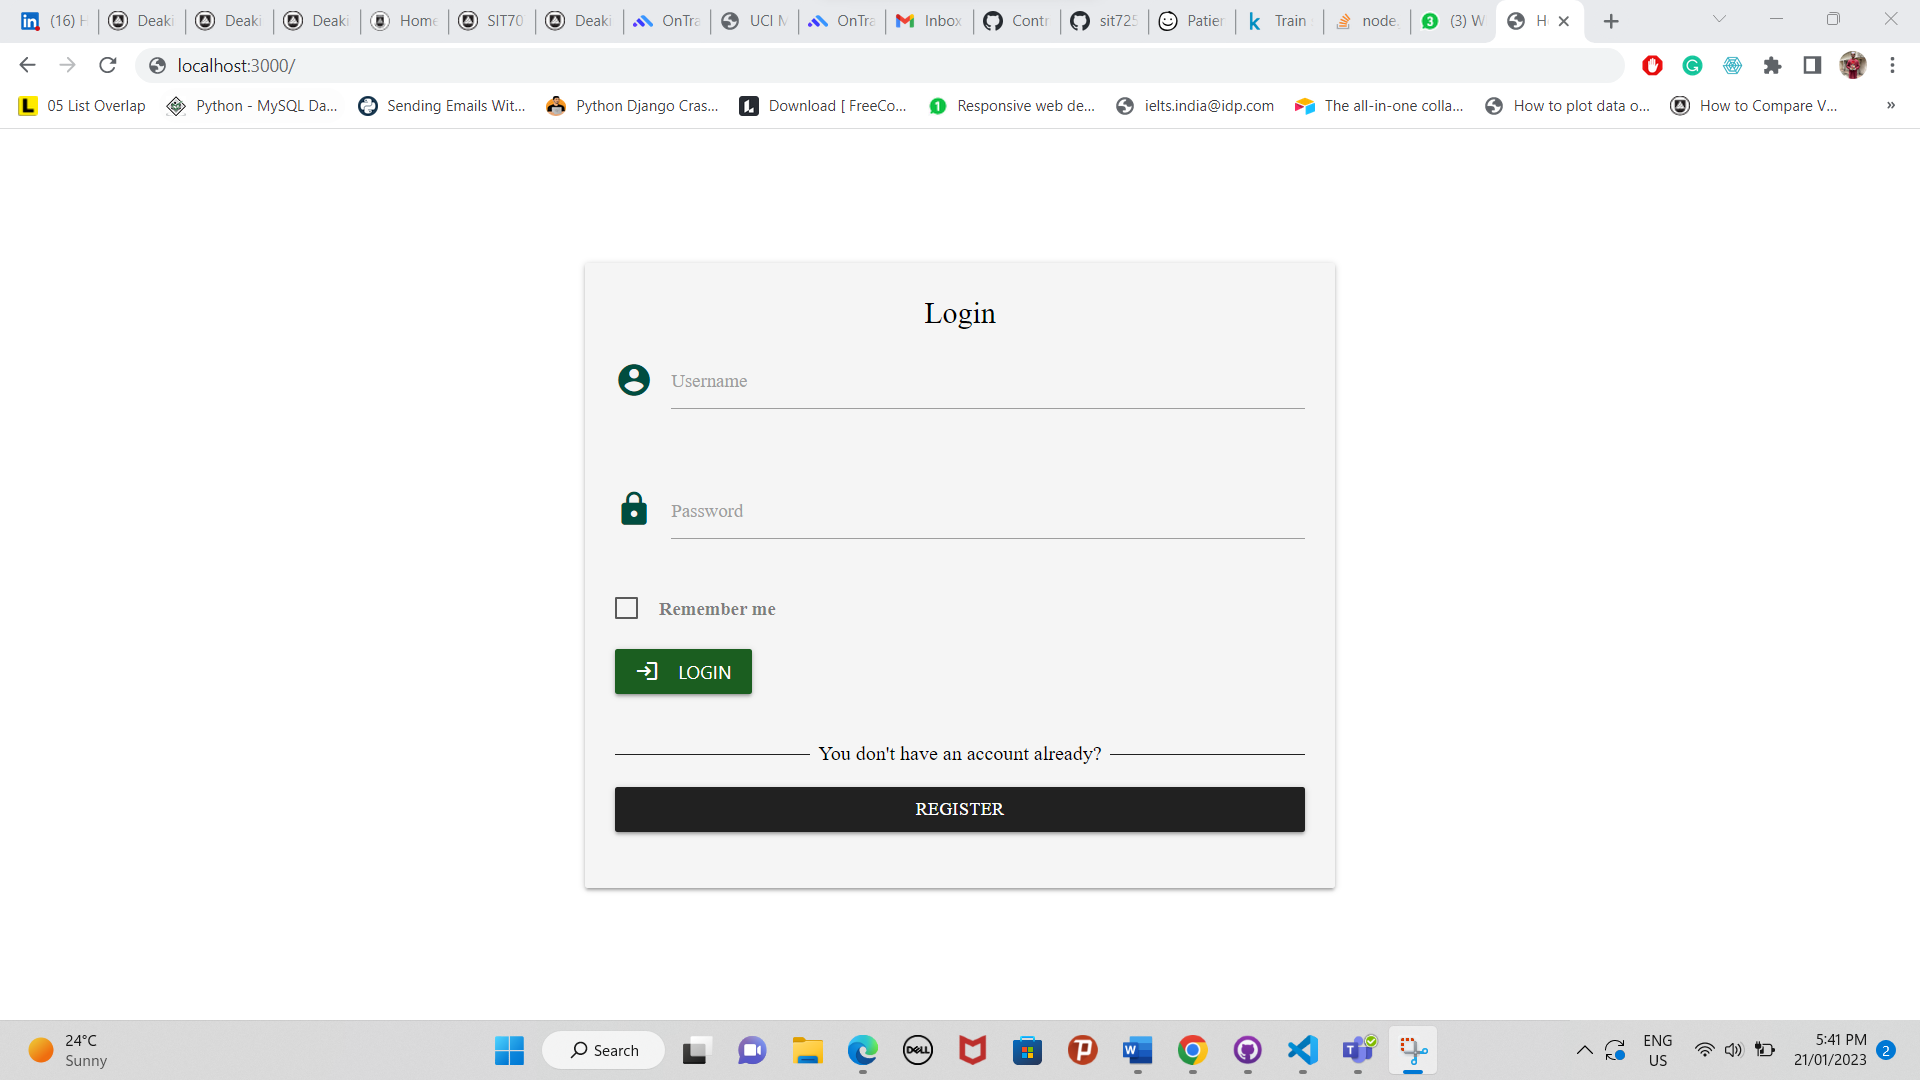 (16) H
Deaki
Deaki
Deaki
Home
SIT70
Deaki
OnTra
UCI M
OnTra
Inbox
Contr
sit725
Patien
Train
node.
(3) W
H
localhost:3000/
05 List Overlap
Python - MySQL Da...
Sending Emails Wit...
Python Django Cras...
Download [ FreeCo...
Responsive web de...
ielts.india@idp.com
The all-in-one colla...
How to plot data o...
How to Compare V...
»
Login
Username
Password
Remember me
LOGIN
You don't have an account already?
REGISTER
24°C
Sunny
Search
DELL
ENG
US
5:41 PM
21/01/2023
2